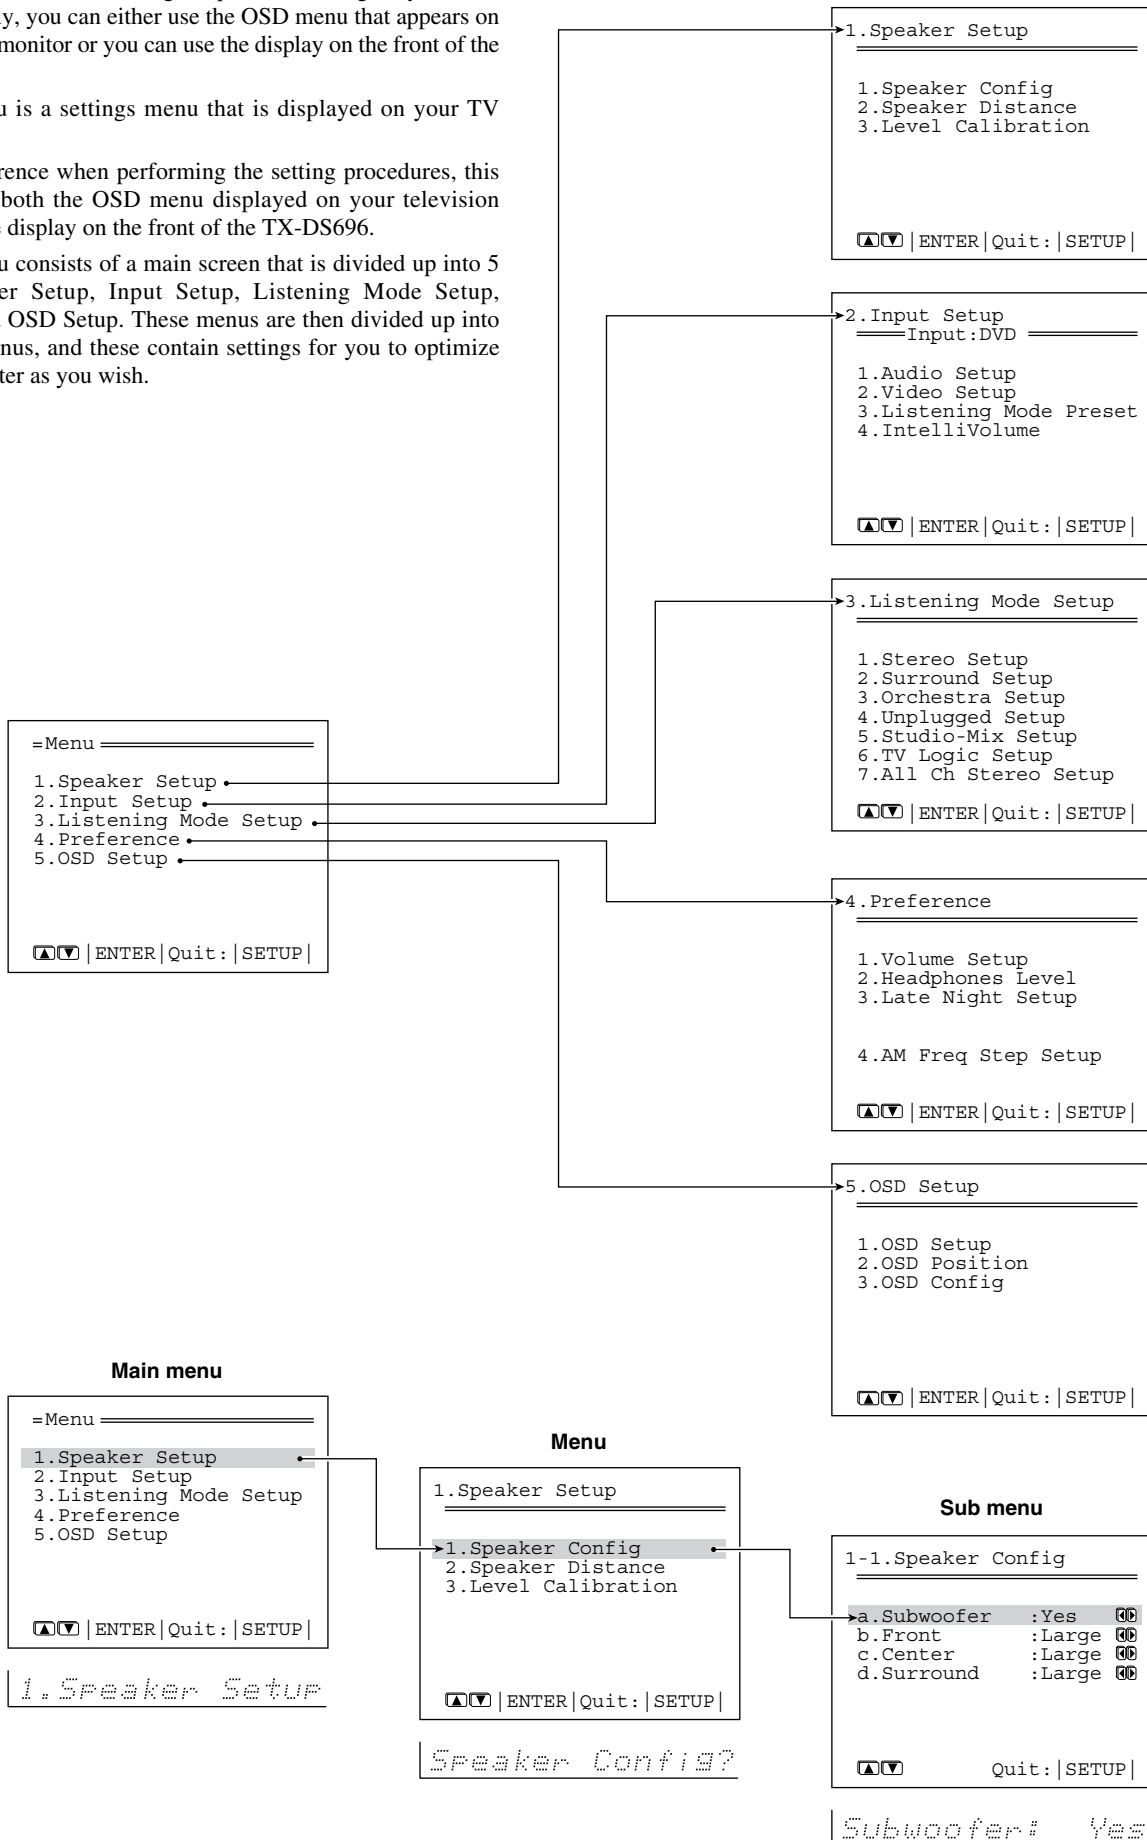 ly, you can either use the OSD menu that appears on
monitor or you can use the display on the front of the
u is a settings menu that is displayed on your TV
rence when performing the setting procedures, this
both the OSD menu displayed on your television
e display on the front of the TX-DS696.
u consists of a main screen that is divided up into 5
er Setup, Input Setup, Listening Mode Setup,
OSD Setup. These menus are then divided up into
nus, and these contain settings for you to optimize
ter as you wish.
=Menu
1.Speaker Setup
2.Input Setup
3.Listening Mode Setup
4.Preference
5.OSD Setup
|ENTER|Quit:|SETUP|
1.Speaker Setup
1.Speaker Config
2.Speaker Distance
3.Level Calibration
|ENTER|Quit:|SETUP|
2.Input Setup
Input:DVD
1.Audio Setup
2.Video Setup
3.Listening Mode Preset
4.IntelliVolume
|ENTER|Quit:|SETUP|
3.Listening Mode Setup
1.Stereo Setup
2.Surround Setup
3.Orchestra Setup
4.Unplugged Setup
5.Studio-Mix Setup
6.TV Logic Setup
7.All Ch Stereo Setup
|ENTER|Quit:|SETUP|
4.Preference
1.Volume Setup
2.Headphones Level
3.Late Night Setup
4.AM Freq Step Setup
|ENTER|Quit:|SETUP|
5.OSD Setup
1.OSD Setup
2.OSD Position
3.OSD Config
|ENTER|Quit:|SETUP|
Main menu
=Menu
1.Speaker Setup
2.Input Setup
3.Listening Mode Setup
4.Preference
5.OSD Setup
|ENTER|Quit:|SETUP|
1.Speaker Setup
Menu
1.Speaker Setup
1.Speaker Config
2.Speaker Distance
3.Level Calibration
|ENTER|Quit:|SETUP|
Speaker Config?
Sub menu
1-1.Speaker Config
a.Subwoofer :Yes
b.Front :Large
c.Center :Large
d.Surround :Large
Quit:|SETUP|
Subwoofer: Yes